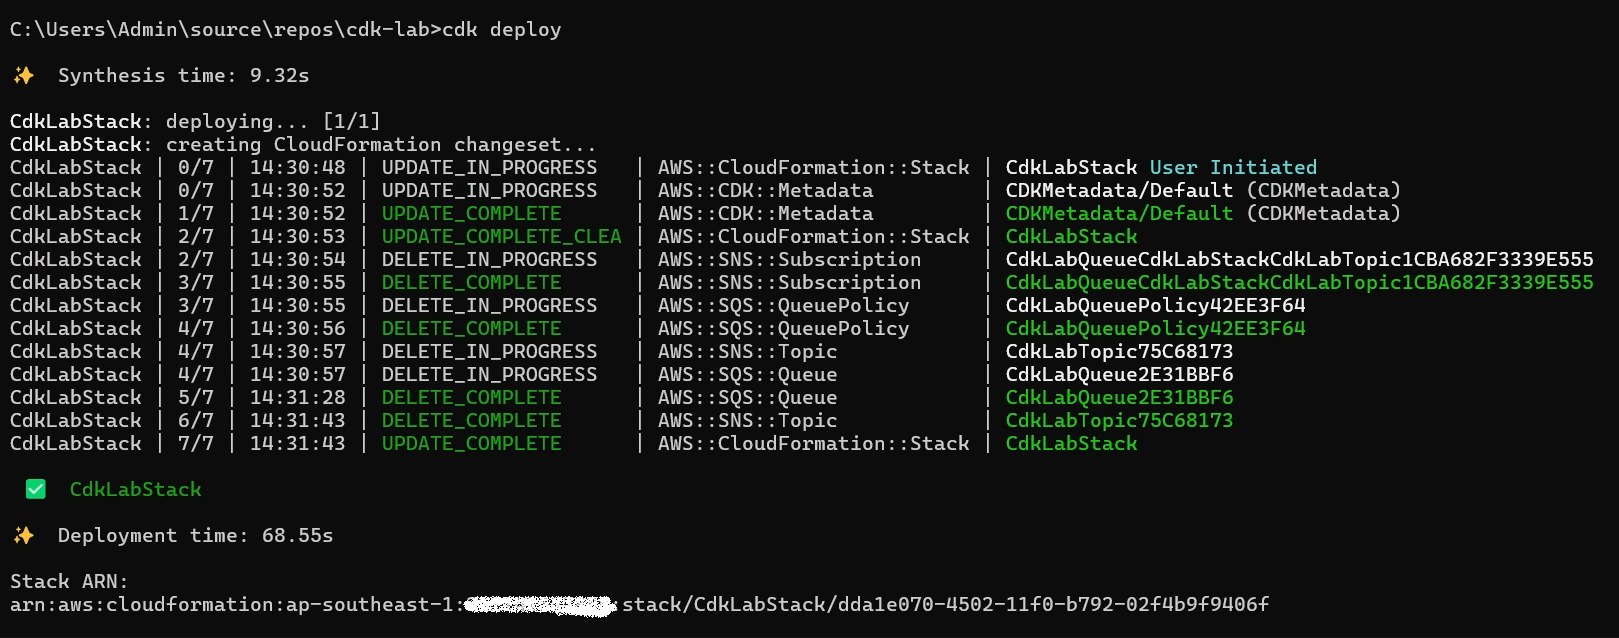 C:\Users\Admin\source\repos\cdk-lab>cdk deploy
✨ Synthesis time: 9.32s
CdkLabStack: deploying... [1/1]
CdkLabStack: creating CloudFormation changeset...
CdkLabStack | 0/7 | 14:30:48 | UPDATE_IN_PROGRESS | AWS::CloudFormation::Stack | CdkLabStack User Initiated
CdkLabStack | 0/7 | 14:30:52 | UPDATE_IN_PROGRESS | AWS::CDK::Metadata | CDKMetadata/Default (CDKMetadata)
CdkLabStack | 1/7 | 14:30:52 | UPDATE_COMPLETE | AWS::CDK::Metadata | CDKMetadata/Default (CDKMetadata)
CdkLabStack | 2/7 | 14:30:53 | UPDATE_COMPLETE_CLEA | AWS::CloudFormation::Stack | CdkLabStack
CdkLabStack | 2/7 | 14:30:54 | DELETE_IN_PROGRESS | AWS::SNS::Subscription | CdkLabQueueCdkLabStackCdkLabTopic1CBA682F3339E555
CdkLabStack | 3/7 | 14:30:55 | DELETE_COMPLETE | AWS::SNS::Subscription | CdkLabQueueCdkLabStackCdkLabTopic1CBA682F3339E555
CdkLabStack | 3/7 | 14:30:55 | DELETE_IN_PROGRESS | AWS::SQS::QueuePolicy | CdkLabQueuePolicy42EE3F64
CdkLabStack | 4/7 | 14:30:56 | DELETE_COMPLETE | AWS::SQS::QueuePolicy | CdkLabQueuePolicy42EE3F64
CdkLabStack | 4/7 | 14:30:57 | DELETE_IN_PROGRESS | AWS::SNS::Topic | CdkLabTopic75C68173
CdkLabStack | 4/7 | 14:30:57 | DELETE_IN_PROGRESS | AWS::SQS::Queue | CdkLabQueue2E31BBF6
CdkLabStack | 5/7 | 14:31:28 | DELETE_COMPLETE | AWS::SQS::Queue | CdkLabQueue2E31BBF6
CdkLabStack | 6/7 | 14:31:43 | DELETE_COMPLETE | AWS::SNS::Topic | CdkLabTopic75C68173
CdkLabStack | 7/7 | 14:31:43 | UPDATE_COMPLETE | AWS::CloudFormation::Stack | CdkLabStack
✅ CdkLabStack
✨ Deployment time: 68.55s
Stack ARN:
arn:aws:cloudformation:ap-southeast-1: :stack/CdkLabStack/dda1e070-4502-11f0-b792-02f4b9f9406f